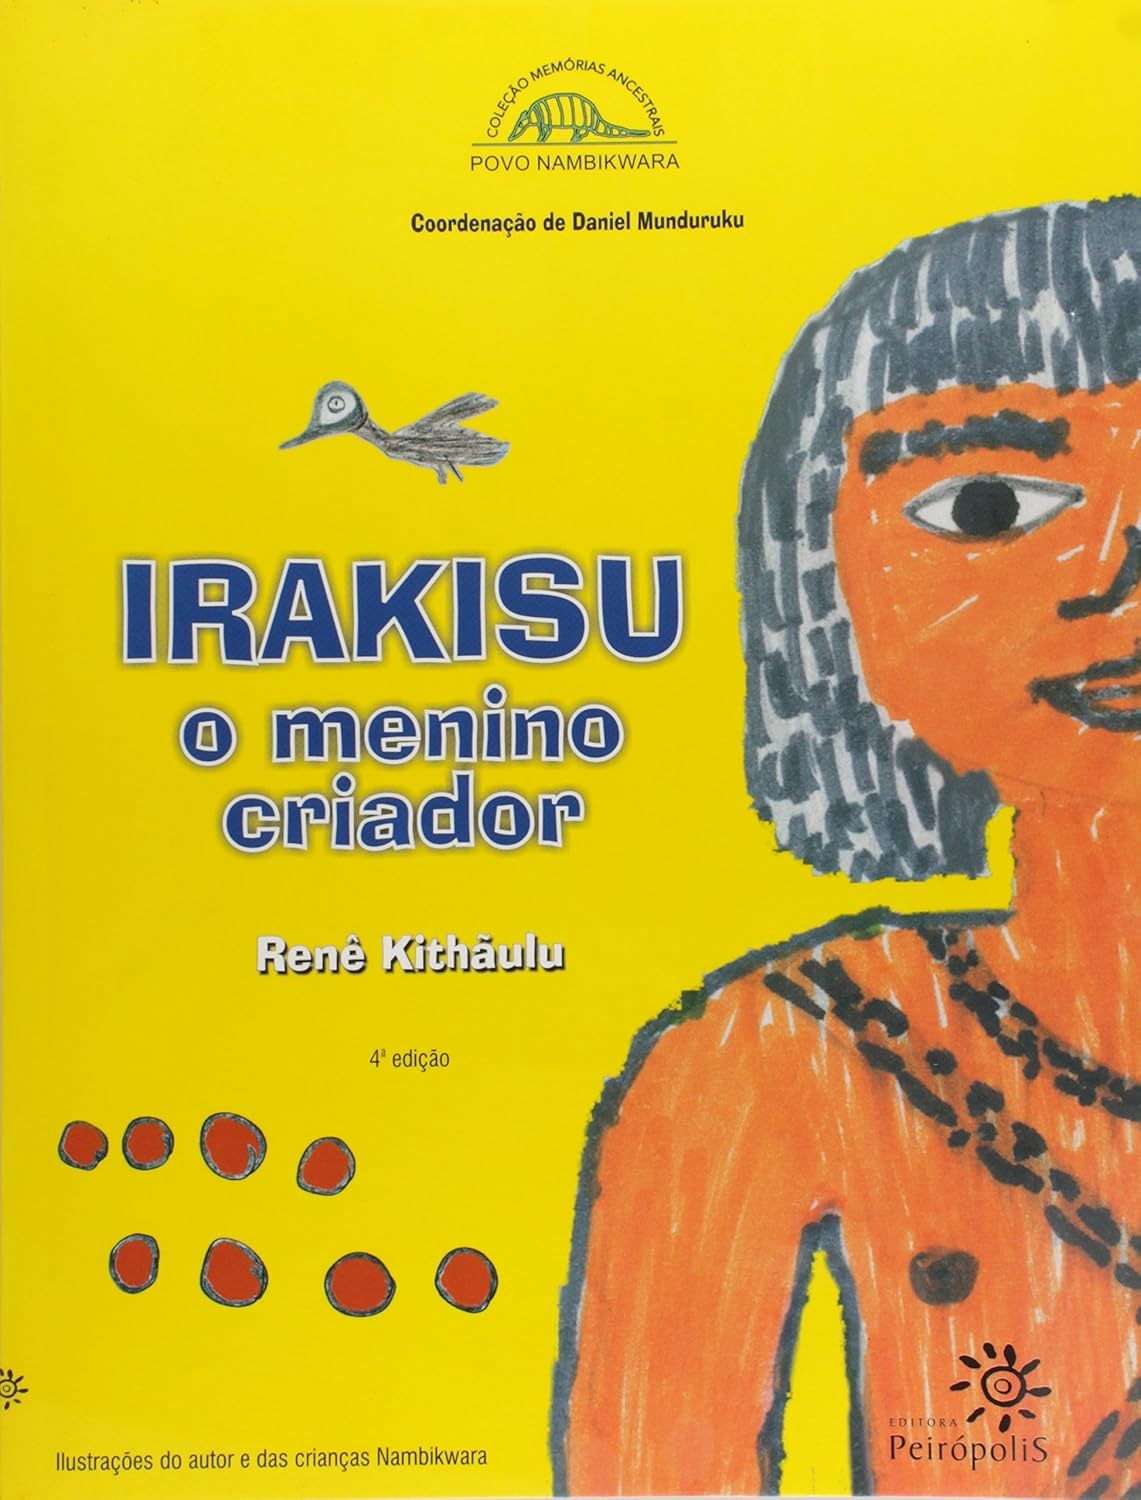 COLEÇÃO MEMÓRIAS ANCESTRAIS
POVO NAMBIKWARA
Coordenação de Daniel Munduruku
IRAKISU
o menino
criador
Renê Kithãulu
4ª edição
EDITORA
PeirópoliS
Ilustrações do autor e das crianças Nambikwara